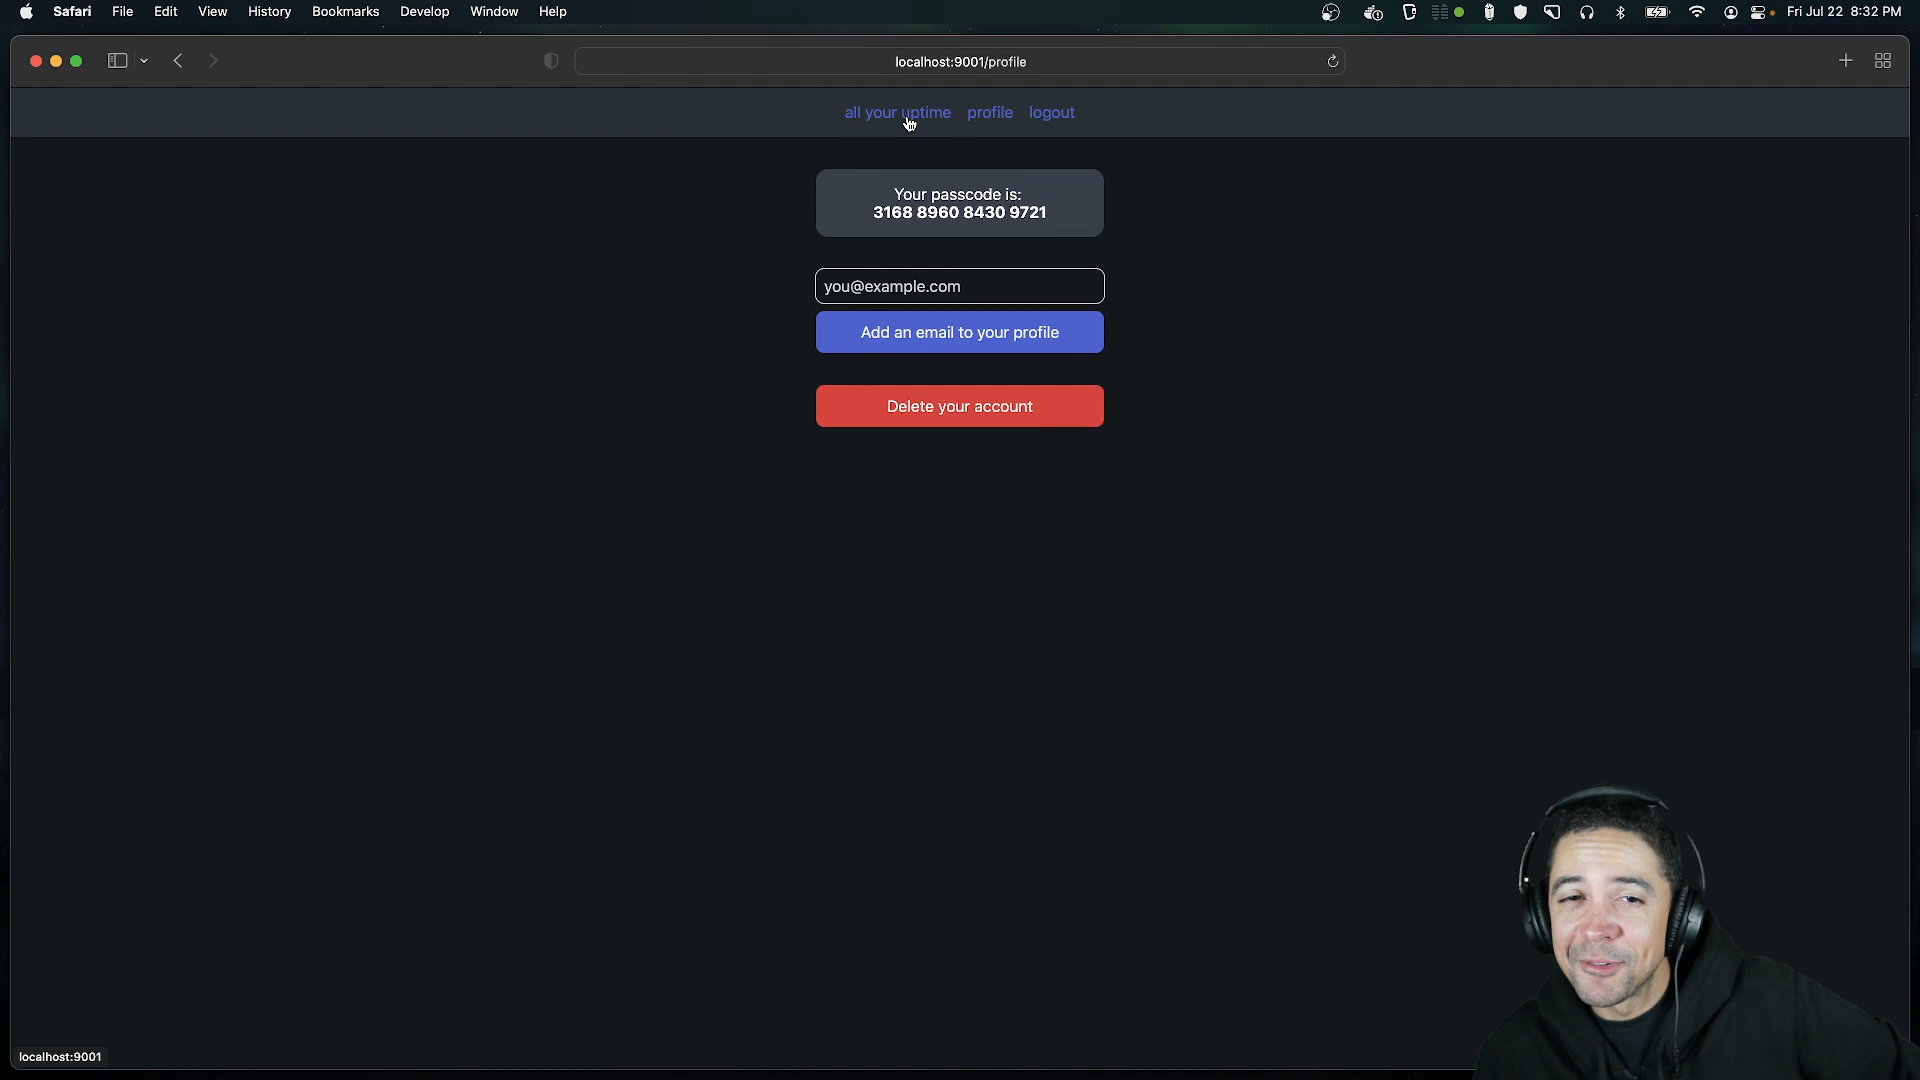 Safari File Edit View History Bookmarks Develop Window Help Fri Jul 22 8:32 PM
localhost:9001/profile
all your uptime profile logout
Your passcode is:
3168 8960 8430 9721
you@example.com
Add an email to your profile
Delete your account
localhost:9001